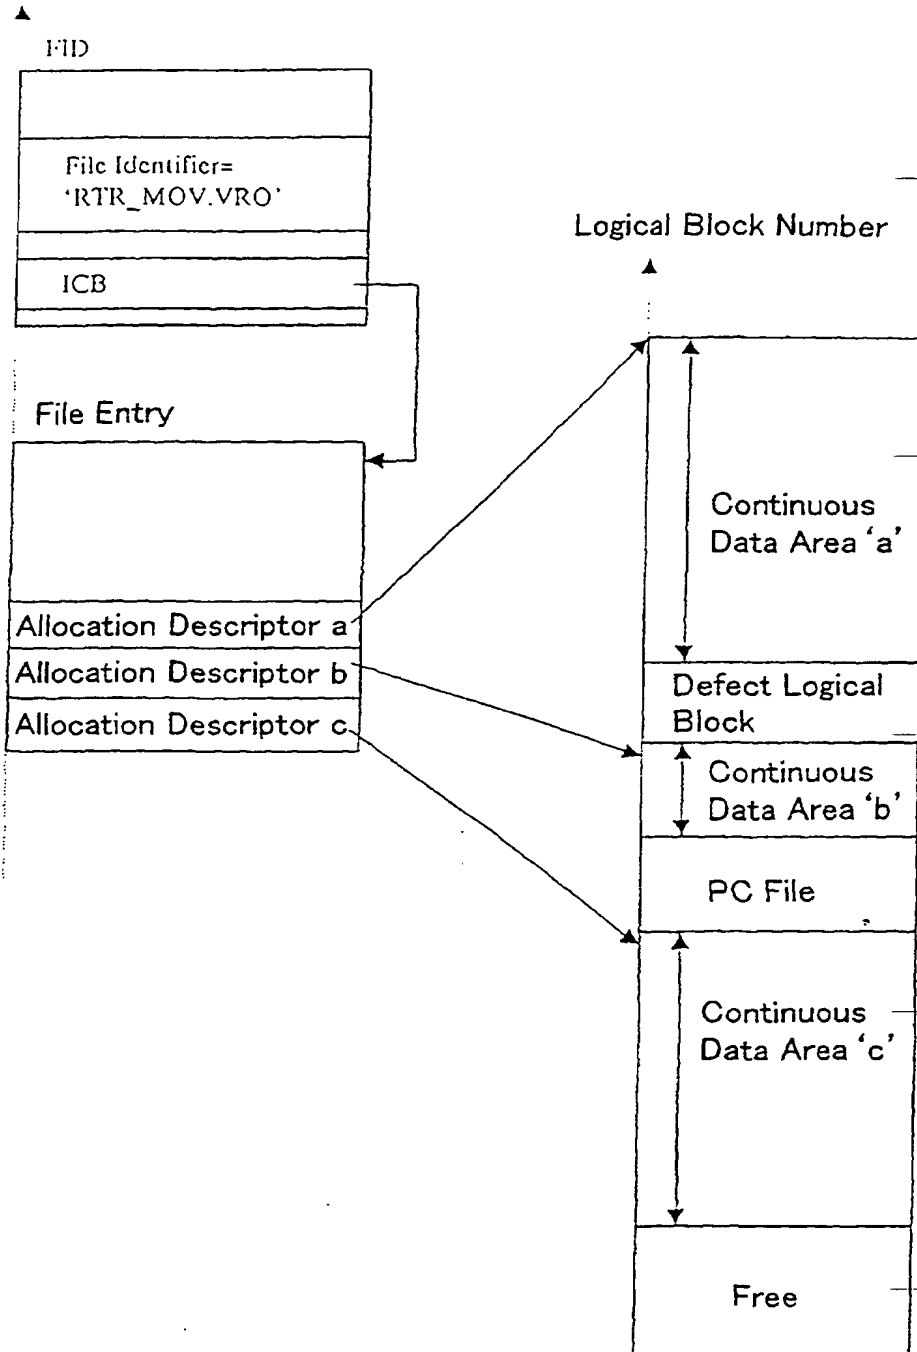 FID
File Identifier=
‘RTR_MOV.VRO’
ICB
File Entry
Allocation Descriptor a
Allocation Descriptor b
Allocation Descriptor c
Logical Block Number
Continuous
Data Area ‘a’
Defect Logical
Block
Continuous
Data Area ‘b’
PC File
Continuous
Data Area ‘c’
Free